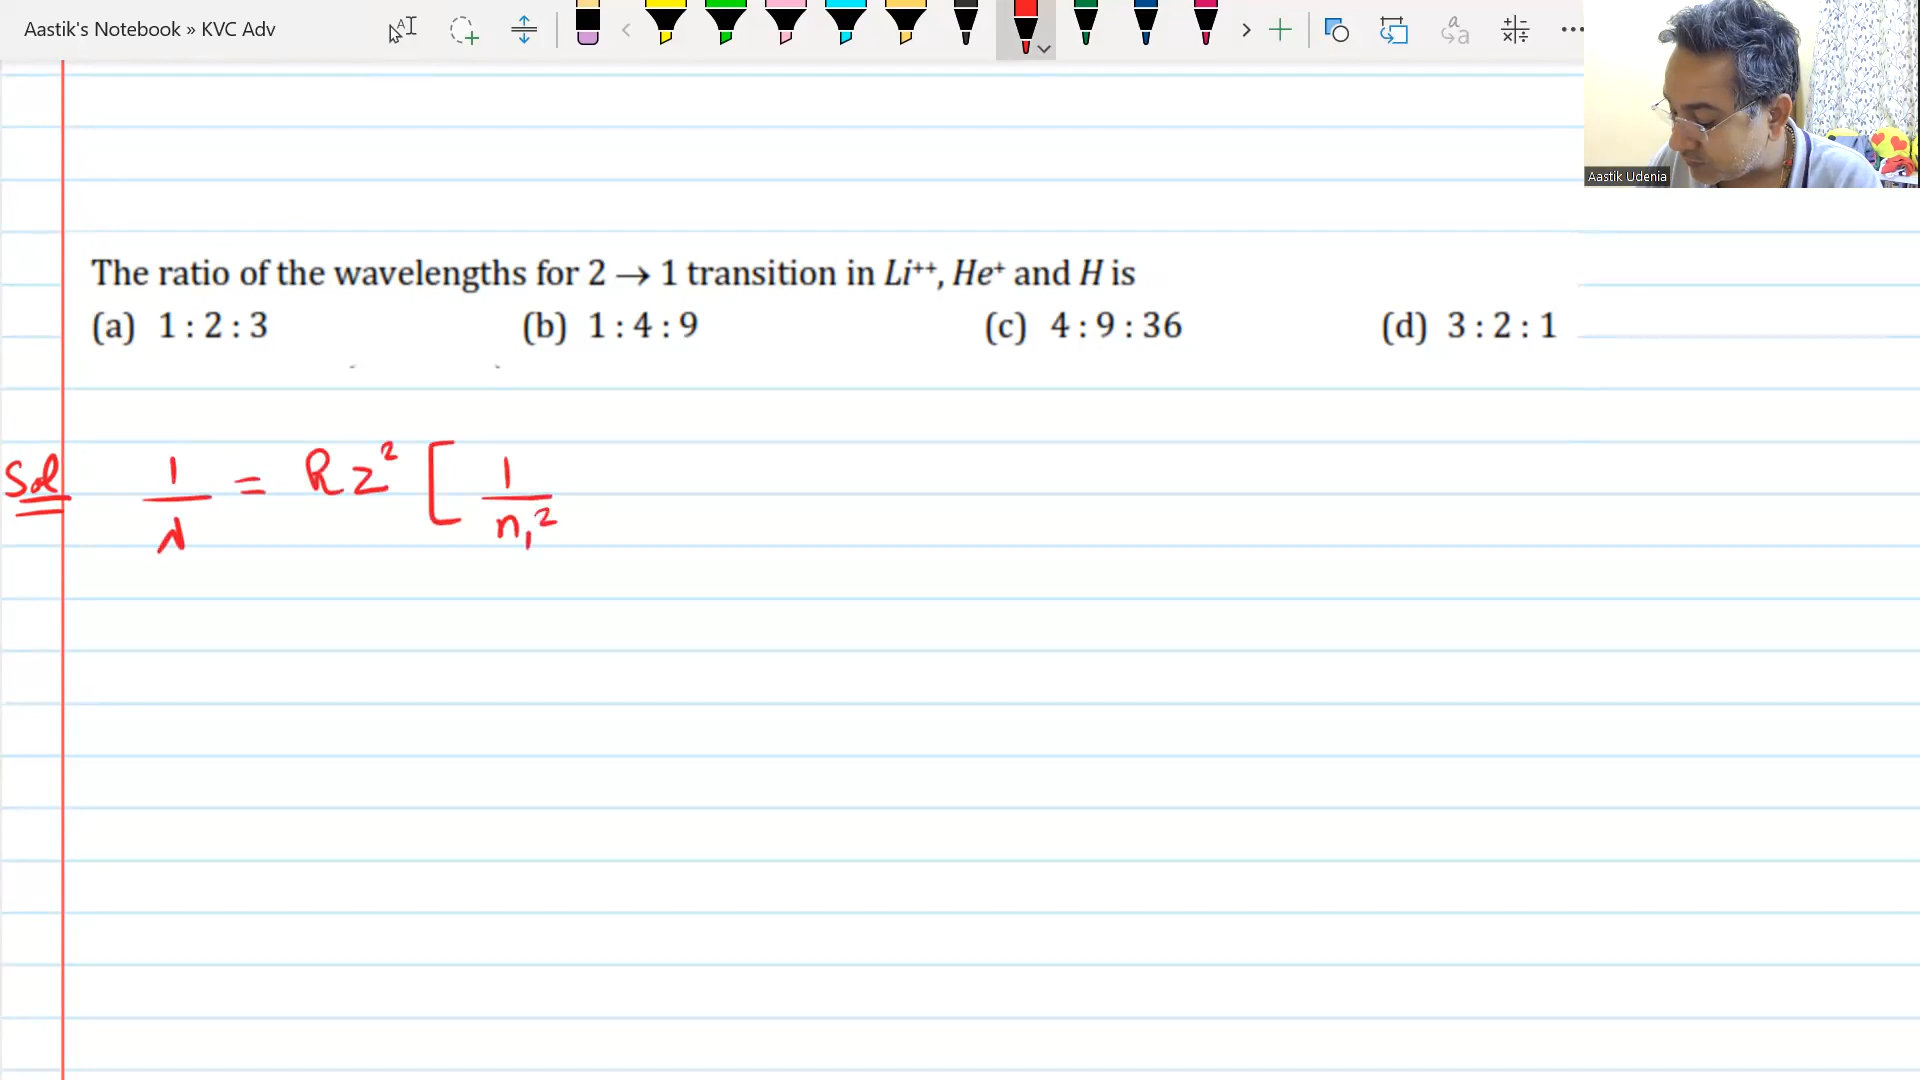 Aastik's Notebook » KVC Adv
Aastik Udenia
The ratio of the wavelengths for 2 → 1 transition in Li⁺⁺, He⁺ and H is
(a) 1 : 2 : 3 (b) 1 : 4 : 9 (c) 4 : 9 : 36 (d) 3 : 2 : 1
Sol 1/λ = Rz² [ 1/n₁²